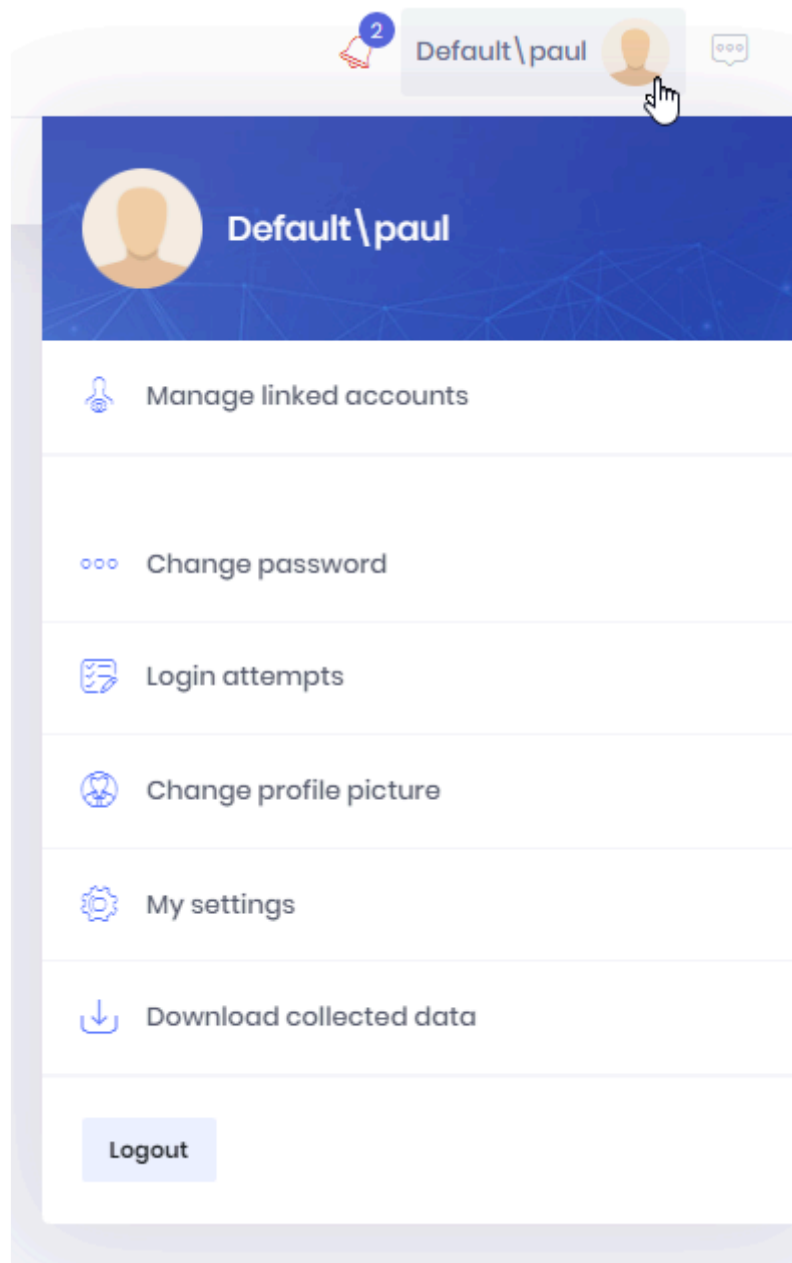 2
Default\paul
Default\paul
Manage linked accounts
Change password
Login attempts
Change profile picture
My settings
Download collected data
Logout